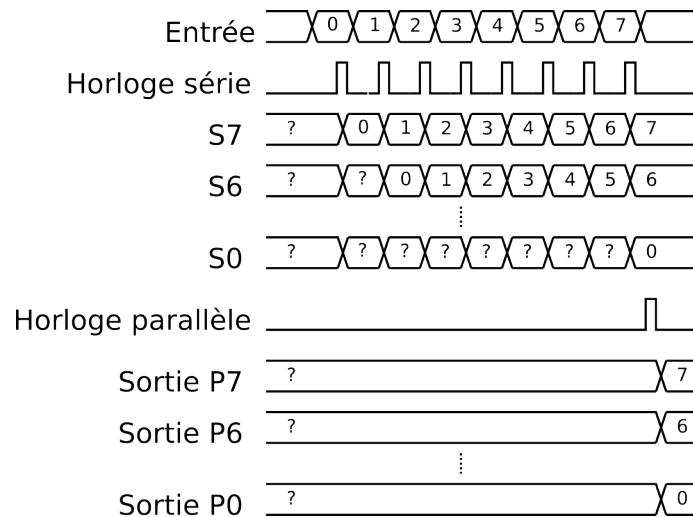 Entrée 0 1 2 3 4 5 6 7
Horloge série
S7 ? 0 1 2 3 4 5 6 7
S6 ? ? 0 1 2 3 4 5 6
S0 ? ? ? ? ? ? ? ? 0
Horloge parallèle
Sortie P7 ? 7
Sortie P6 ? 6
Sortie P0 ? 0